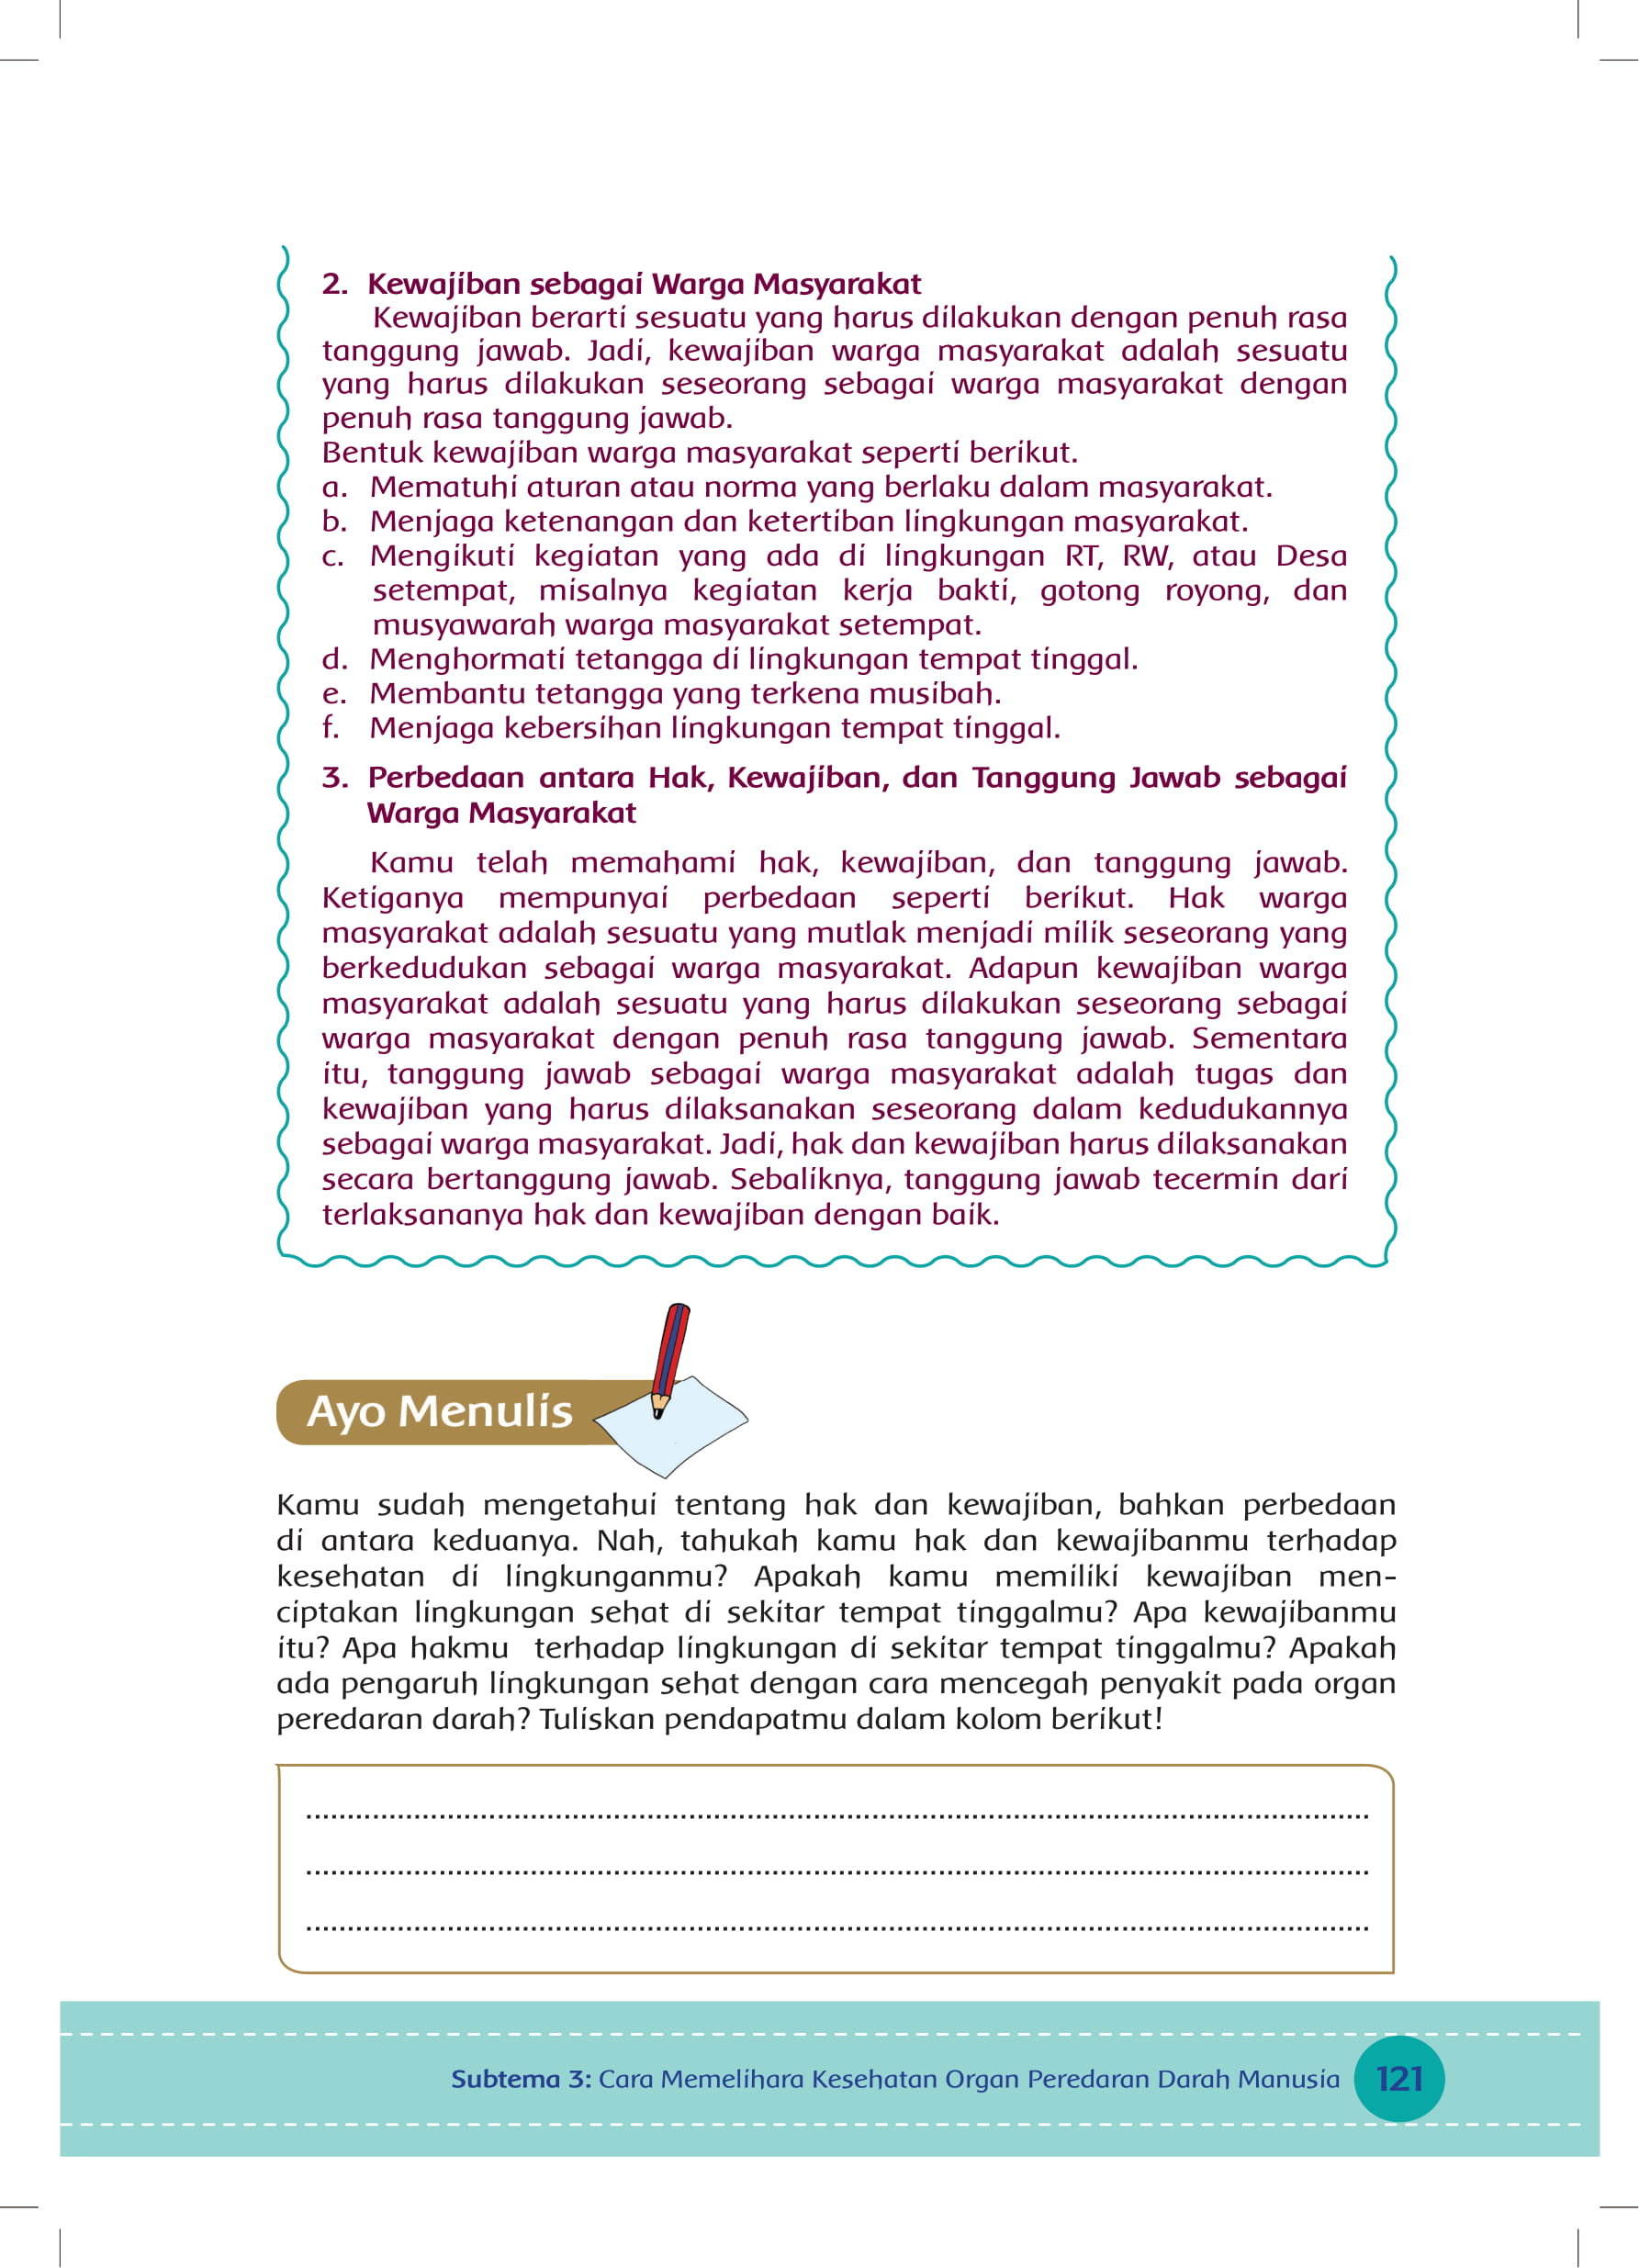 2. Kewajiban sebagai Warga Masyarakat
Kewajiban berarti sesuatu yang harus dilakukan dengan penuh rasa
tanggung jawab. Jadi, kewajiban warga masyarakat adalah sesuatu
yang harus dilakukan seseorang sebagai warga masyarakat dengan
penuh rasa tanggung jawab.
Bentuk kewajiban warga masyarakat seperti berikut.
a. Mematuhi aturan atau norma yang berlaku dalam masyarakat.
b. Menjaga ketenangan dan ketertiban lingkungan masyarakat.
c. Mengikuti kegiatan yang ada di lingkungan RT, RW, atau Desa
setempat, misalnya kegiatan kerja bakti, gotong royong, dan
musyawarah warga masyarakat setempat.
d. Menghormati tetangga di lingkungan tempat tinggal.
e. Membantu tetangga yang terkena musibah.
f. Menjaga kebersihan lingkungan tempat tinggal.
3. Perbedaan antara Hak, Kewajiban, dan Tanggung Jawab sebagai
Warga Masyarakat
Kamu telah memahami hak, kewajiban, dan tanggung jawab.
Ketiganya mempunyai perbedaan seperti berikut. Hak warga
masyarakat adalah sesuatu yang mutlak menjadi milik seseorang yang
berkedudukan sebagai warga masyarakat. Adapun kewajiban warga
masyarakat adalah sesuatu yang harus dilakukan seseorang sebagai
warga masyarakat dengan penuh rasa tanggung jawab. Sementara
itu, tanggung jawab sebagai warga masyarakat adalah tugas dan
kewajiban yang harus dilaksanakan seseorang dalam kedudukannya
sebagai warga masyarakat. Jadi, hak dan kewajiban harus dilaksanakan
secara bertanggung jawab. Sebaliknya, tanggung jawab tecermin dari
terlaksananya hak dan kewajiban dengan baik.
Ayo Menulis
Kamu sudah mengetahui tentang hak dan kewajiban, bahkan perbedaan
di antara keduanya. Nah, tahukah kamu hak dan kewajibanmu terhadap
kesehatan di lingkunganmu? Apakah kamu memiliki kewajiban men-
ciptakan lingkungan sehat di sekitar tempat tinggalmu? Apa kewajibanmu
itu? Apa hakmu terhadap lingkungan di sekitar tempat tinggalmu? Apakah
ada pengaruh lingkungan sehat dengan cara mencegah penyakit pada organ
peredaran darah? Tuliskan pendapatmu dalam kolom berikut!
Subtema 3: Cara Memelihara Kesehatan Organ Peredaran Darah Manusia
121